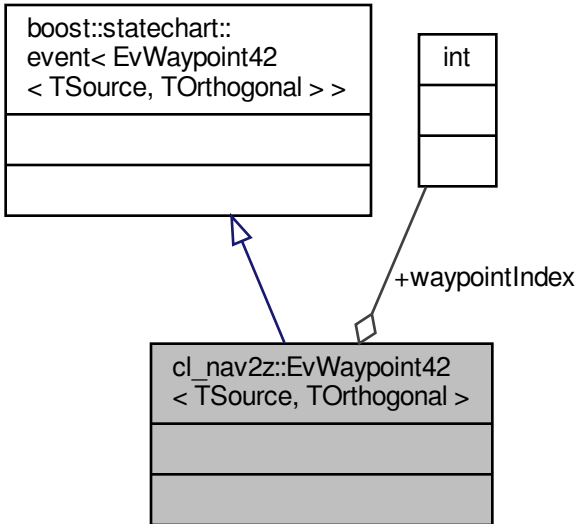 boost::statechart::
event< EvWaypoint42
< TSource, TOrthogonal > >
int
+waypointIndex
cl_nav2z::EvWaypoint42
< TSource, TOrthogonal >